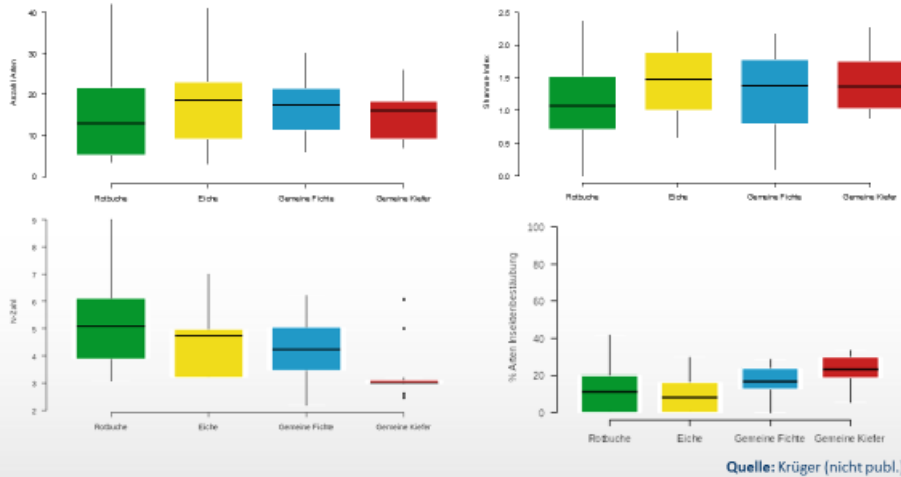 Anzahl Arten
40
30
20
10
0
Rotbuche Eiche Gemeine Fichte Gemeine Kiefer
Shannon-Index
2.5
2.0
1.5
1.0
0.5
0.0
Rotbuche Eiche Gemeine Fichte Gemeine Kiefer
N-Zahl
9
8
7
6
5
4
3
2
Rotbuche Eiche Gemeine Fichte Gemeine Kiefer
% Arten Insektenbestäubung
100
80
60
40
20
0
Rotbuche Eiche Gemeine Fichte Gemeine Kiefer
Quelle: Krüger (nicht publ.)